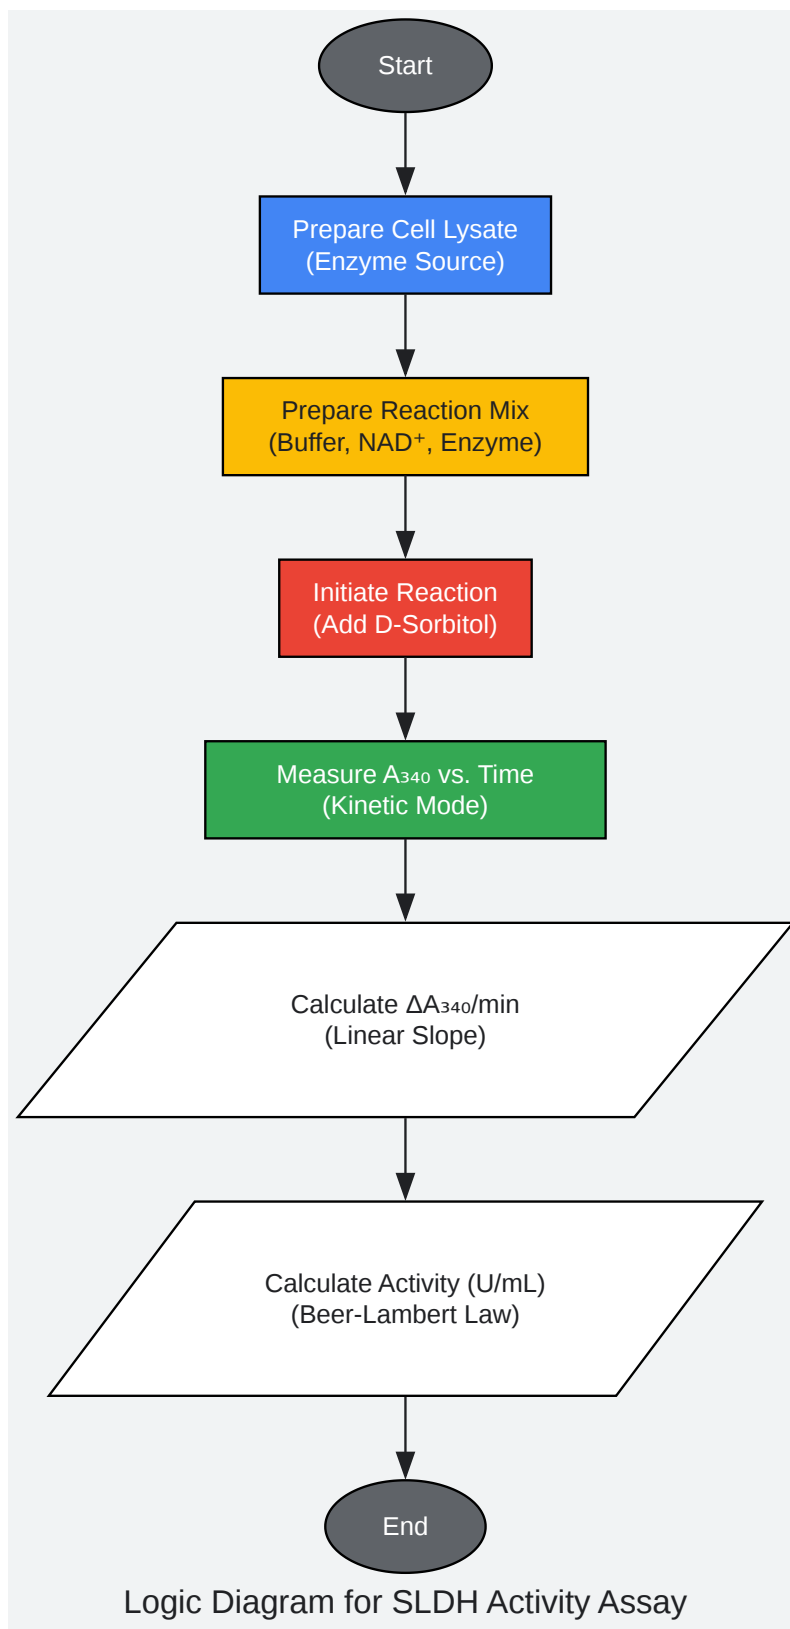 Start
Prepare Cell Lysate
(Enzyme Source)
Prepare Reaction Mix
(Buffer, NAD⁺, Enzyme)
Initiate Reaction
(Add D-Sorbitol)
Measure A₃₄₀ vs. Time
(Kinetic Mode)
Calculate ΔA₃₄₀/min
(Linear Slope)
Calculate Activity (U/mL)
(Beer-Lambert Law)
End
Logic Diagram for SLDH Activity Assay